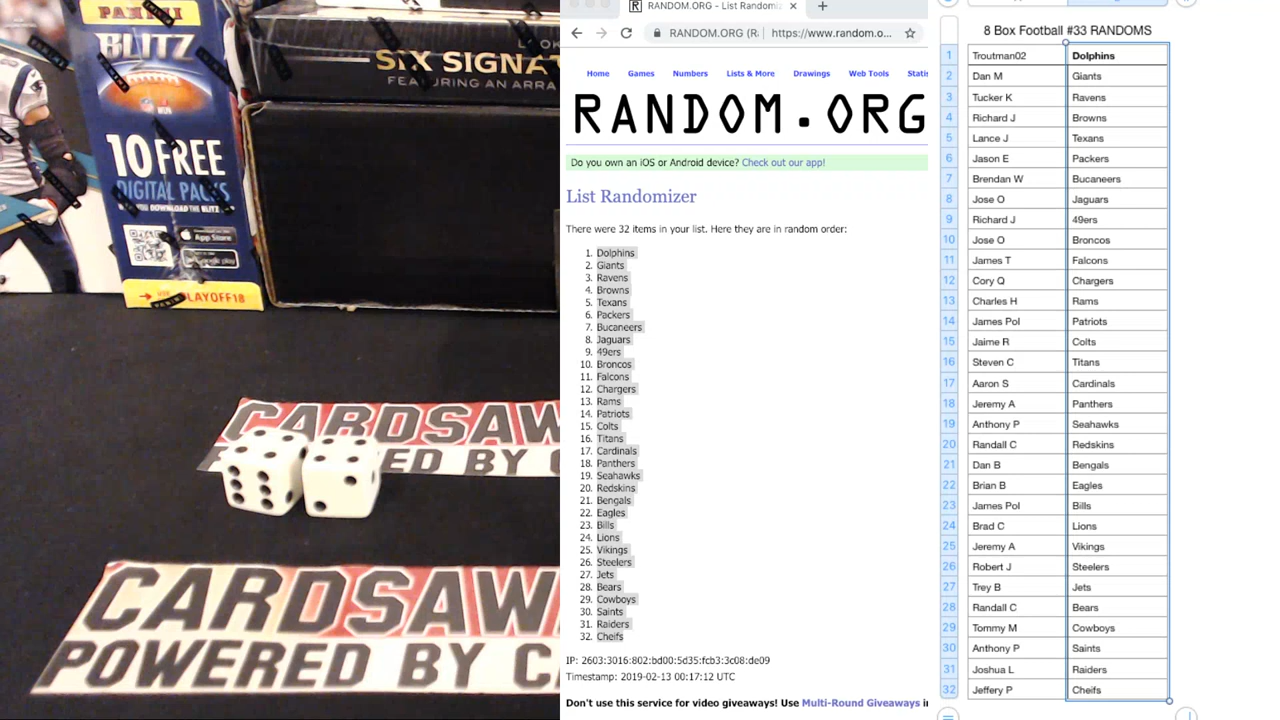 PANINI
BLITZ
10 FREE
DIGITAL PACKS
DOWNLOAD THE BLITZ
App Store
Google play
PLAYOFF18
SIX SIGNA
FEATURING AN ARRA
CARDSAW
ED BY C
CARDSAW
POWERED BY C
RANDOM.ORG - List Randomi
RANDOM.ORG (R
https://www.random.o...
Home Games Numbers Lists & More Drawings Web Tools Statis
RANDOM.ORG
Do you own an iOS or Android device? Check out our app!
List Randomizer
There were 32 items in your list. Here they are in random order:
1. Dolphins
2. Giants
3. Ravens
4. Browns
5. Texans
6. Packers
7. Bucaneers
8. Jaguars
9. 49ers
10. Broncos
11. Falcons
12. Chargers
13. Rams
14. Patriots
15. Colts
16. Titans
17. Cardinals
18. Panthers
19. Seahawks
20. Redskins
21. Bengals
22. Eagles
23. Bills
24. Lions
25. Vikings
26. Steelers
27. Jets
28. Bears
29. Cowboys
30. Saints
31. Raiders
32. Cheifs
IP: 2603:3016:802:bd00:5d35:fcb3:3c08:de09
Timestamp: 2019-02-13 00:17:12 UTC
Don't use this service for video giveaways! Use Multi-Round Giveaways i
8 Box Football #33 RANDOMS
1 Troutman02 Dolphins
2 Dan M Giants
3 Tucker K Ravens
4 Richard J Browns
5 Lance J Texans
6 Jason E Packers
7 Brendan W Bucaneers
8 Jose O Jaguars
9 Richard J 49ers
10 Jose O Broncos
11 James T Falcons
12 Cory Q Chargers
13 Charles H Rams
14 James Pol Patriots
15 Jaime R Colts
16 Steven C Titans
17 Aaron S Cardinals
18 Jeremy A Panthers
19 Anthony P Seahawks
20 Randall C Redskins
21 Dan B Bengals
22 Brian B Eagles
23 James Pol Bills
24 Brad C Lions
25 Jeremy A Vikings
26 Robert J Steelers
27 Trey B Jets
28 Randall C Bears
29 Tommy M Cowboys
30 Anthony P Saints
31 Joshua L Raiders
32 Jeffery P Cheifs